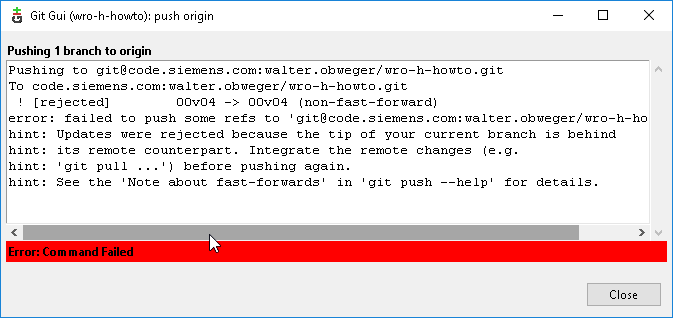 Git Gui (wro-h-howto): push origin
Pushing 1 branch to origin
Pushing to git@code.siemens.com:walter.obweger/wro-h-howto.git
To code.siemens.com:walter.obweger/wro-h-howto.git
 ! [rejected]        00v04 -> 00v04 (non-fast-forward)
error: failed to push some refs to 'git@code.siemens.com:walter.obweger/wro-h-ho
hint: Updates were rejected because the tip of your current branch is behind
hint: its remote counterpart. Integrate the remote changes (e.g.
hint: 'git pull ...') before pushing again.
hint: See the 'Note about fast-forwards' in 'git push --help' for details.
Error: Command Failed
Close